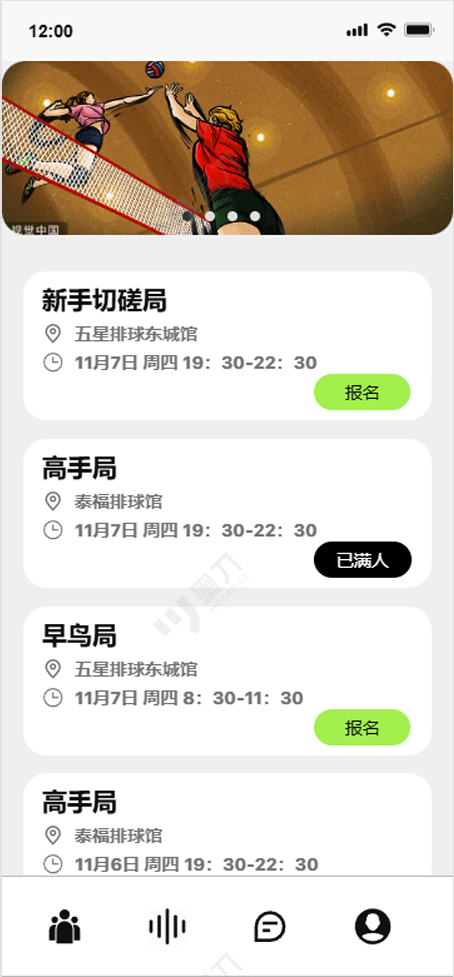 12:00
视觉中国
新手切磋局
五星排球东城馆
11月7日 周四 19：30-22：30
报名
高手局
泰福排球馆
11月7日 周四 19：30-22：30
已满人
墨刀
MODAO.CC
早鸟局
五星排球东城馆
11月7日 周四 8：30-11：30
报名
高手局
泰福排球馆
11月6日 周四 19：30-22：30